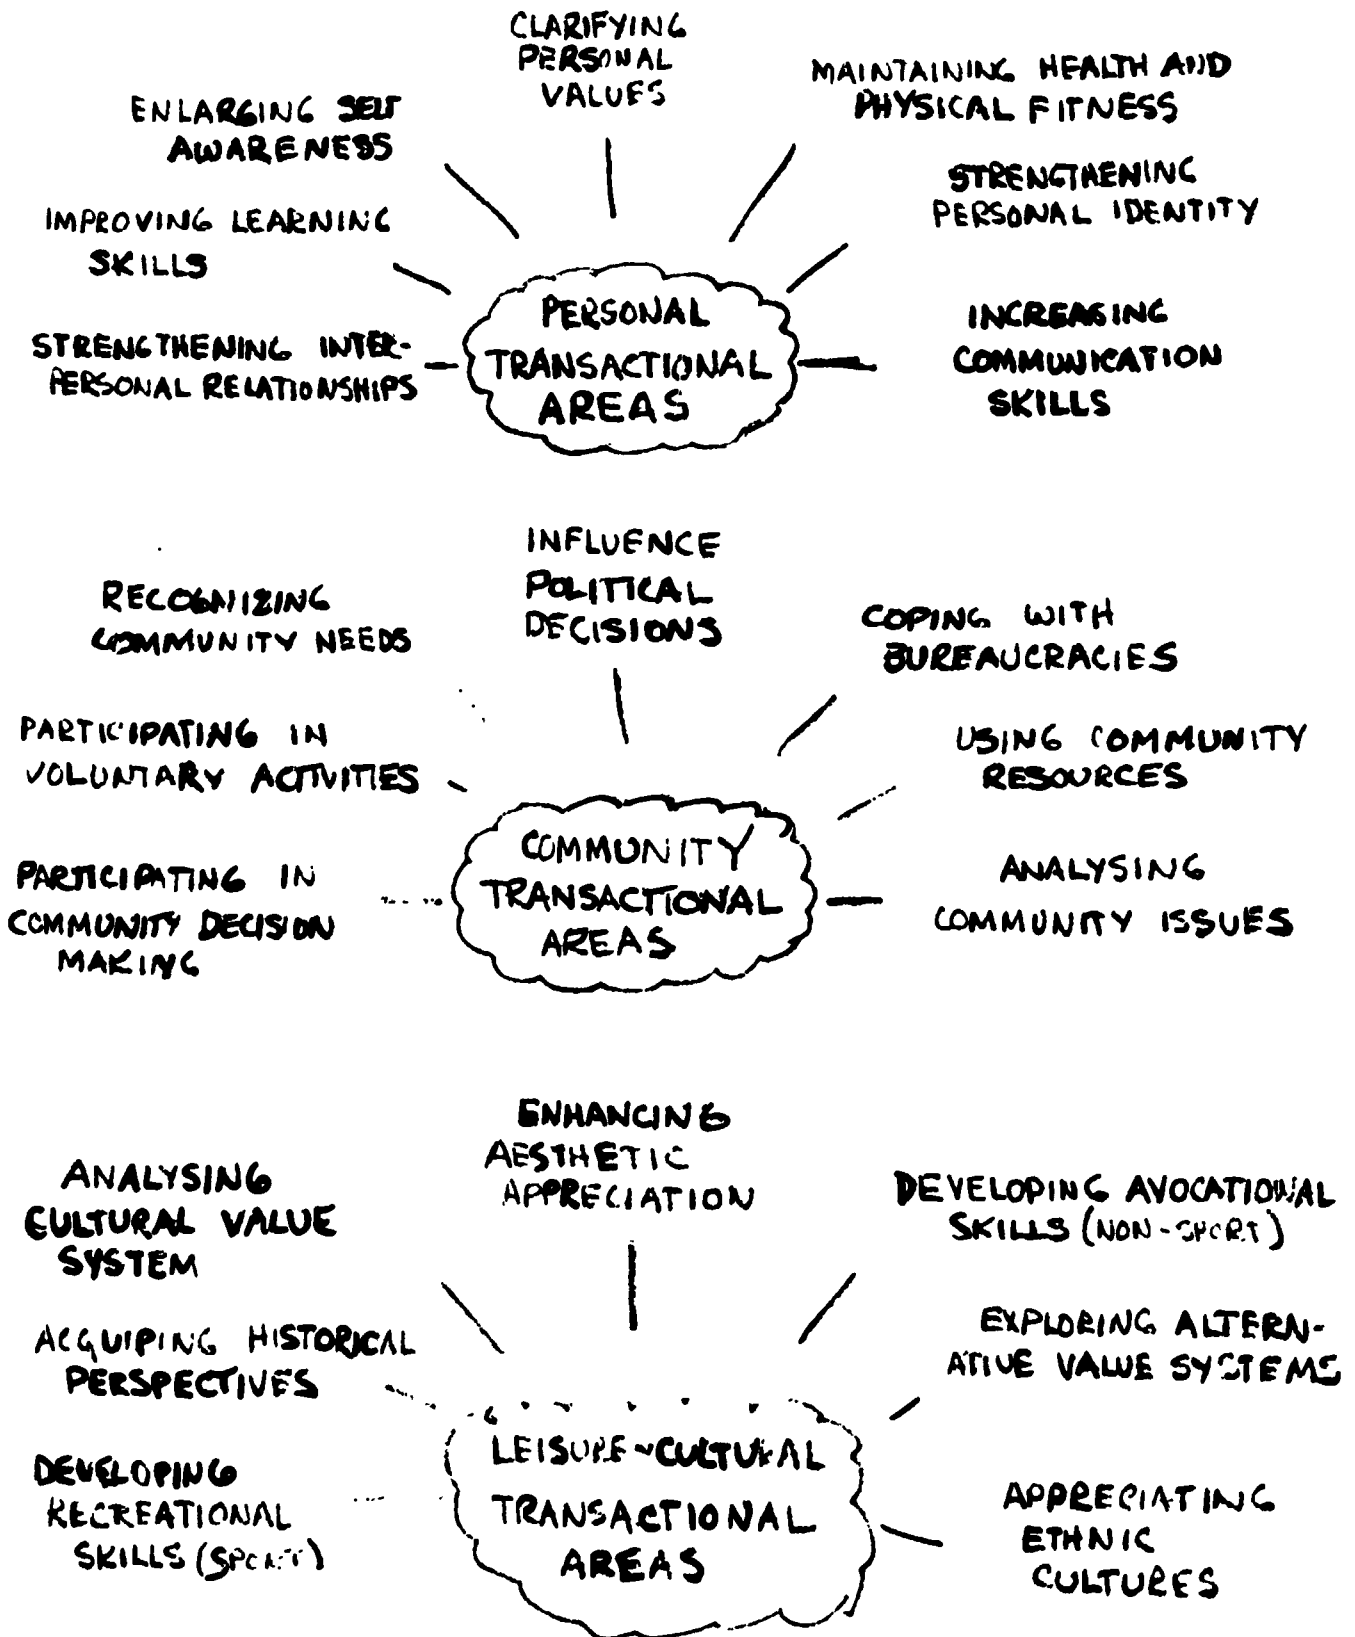 CLARIFYING
PERSONAL
VALUES
MAINTAINING HEALTH AND
PHYSICAL FITNESS
ENLARGING SELF
AWARENESS
STRENGTHENING
PERSONAL IDENTITY
IMPROVING LEARNING
SKILLS
INCREASING
COMMUNICATION
SKILLS
STRENGTHENING INTER-
PERSONAL RELATIONSHIPS
PERSONAL
TRANSACTIONAL
AREAS
INFLUENCE
POLITICAL
DECISIONS
RECOGNIZING
COMMUNITY NEEDS
COPING WITH
BUREAUCRACIES
PARTICIPATING IN
VOLUNTARY ACTIVITIES
USING COMMUNITY
RESOURCES
COMMUNITY
TRANSACTIONAL
AREAS
PARTICIPATING IN
COMMUNITY DECISION
MAKING
ANALYSING
COMMUNITY ISSUES
ENHANCING
AESTHETIC
APPRECIATION
ANALYSING
CULTURAL VALUE
SYSTEM
DEVELOPING AVOCATIONAL
SKILLS (NON-SPORT)
ACQUIRING HISTORICAL
PERSPECTIVES
EXPLORING ALTERN-
ATIVE VALUE SYSTEMS
LEISURE-CULTURAL
TRANSACTIONAL
AREAS
DEVELOPING
RECREATIONAL
SKILLS (SPORT)
APPRECIATING
ETHNIC
CULTURES